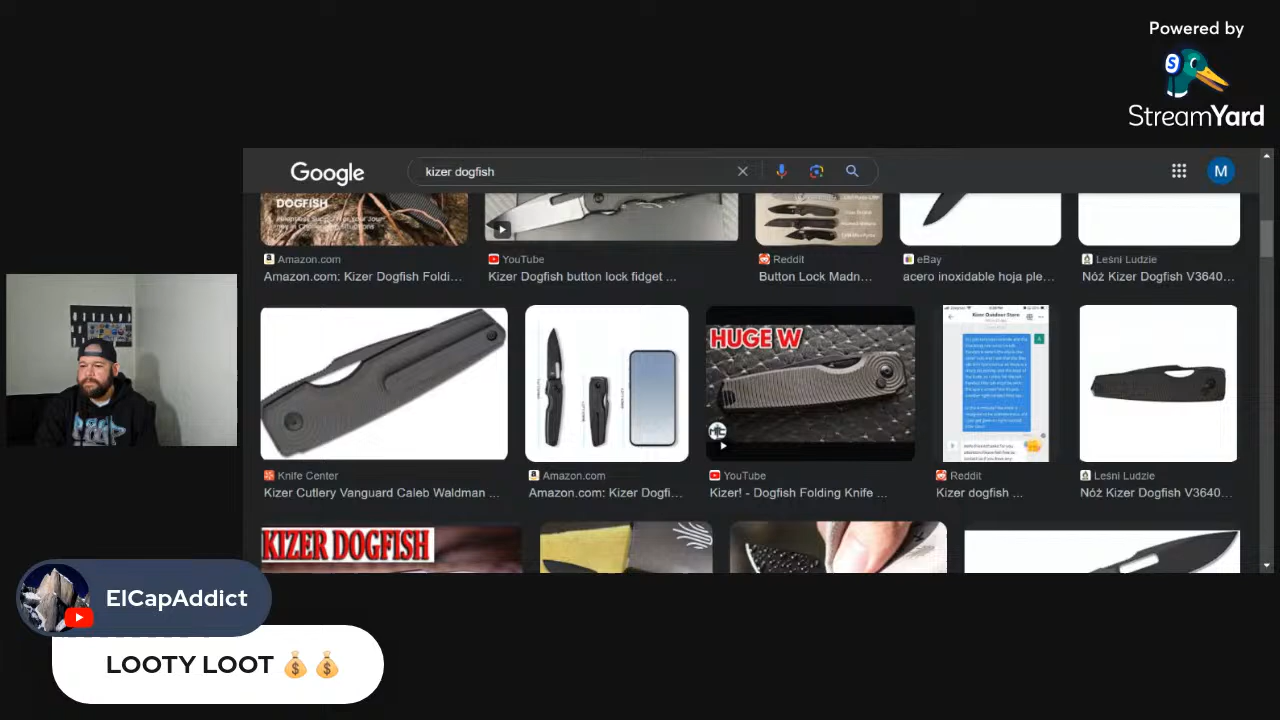 Powered by
S
StreamYard
Google
kizer dogfish
M
DOGFISH
Amazon.com
Amazon.com: Kizer Dogfish Foldi...
YouTube
Kizer Dogfish button lock fidget ...
Reddit
Button Lock Madn...
eBay
acero inoxidable hoja ple...
Leśni Ludzie
Nóż Kizer Dogfish V3640...
HUGE W
Kizer Outdoor Store
Knife Center
Kizer Cutlery Vanguard Caleb Waldman ...
Amazon.com
Amazon.com: Kizer Dogfi...
YouTube
Kizer! - Dogfish Folding Knife ...
Reddit
Kizer dogfish ...
Leśni Ludzie
Nóż Kizer Dogfish V3640...
KIZER DOGFISH
ElCapAddict
LOOTY LOOT 💰💰